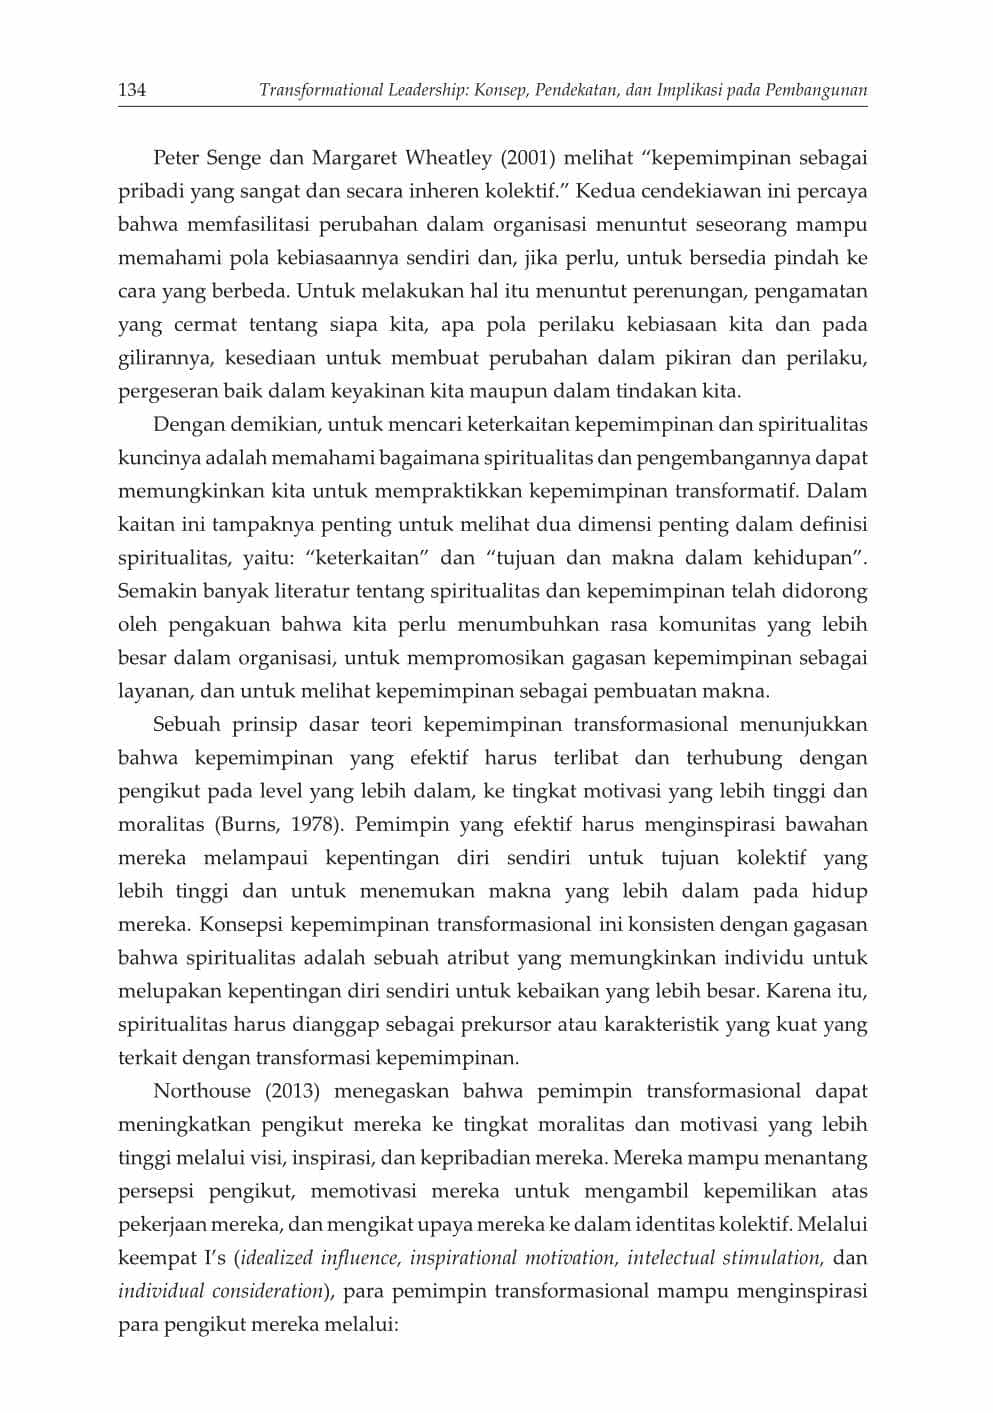 134 Transformational Leadership: Konsep, Pendekatan, dan Implikasi pada Pembangunan
Peter Senge dan Margaret Wheatley (2001) melihat “kepemimpinan sebagai
pribadi yang sangat dan secara inheren kolektif.” Kedua cendekiawan ini percaya
bahwa memfasilitasi perubahan dalam organisasi menuntut seseorang mampu
memahami pola kebiasaannya sendiri dan, jika perlu, untuk bersedia pindah ke
cara yang berbeda. Untuk melakukan hal itu menuntut perenungan, pengamatan
yang cermat tentang siapa kita, apa pola perilaku kebiasaan kita dan pada
gilirannya, kesediaan untuk membuat perubahan dalam pikiran dan perilaku,
pergeseran baik dalam keyakinan kita maupun dalam tindakan kita.
Dengan demikian, untuk mencari keterkaitan kepemimpinan dan spiritualitas
kuncinya adalah memahami bagaimana spiritualitas dan pengembangannya dapat
memungkinkan kita untuk mempraktikkan kepemimpinan transformatif. Dalam
kaitan ini tampaknya penting untuk melihat dua dimensi penting dalam definisi
spiritualitas, yaitu: “keterkaitan” dan “tujuan dan makna dalam kehidupan”.
Semakin banyak literatur tentang spiritualitas dan kepemimpinan telah didorong
oleh pengakuan bahwa kita perlu menumbuhkan rasa komunitas yang lebih
besar dalam organisasi, untuk mempromosikan gagasan kepemimpinan sebagai
layanan, dan untuk melihat kepemimpinan sebagai pembuatan makna.
Sebuah prinsip dasar teori kepemimpinan transformasional menunjukkan
bahwa kepemimpinan yang efektif harus terlibat dan terhubung dengan
pengikut pada level yang lebih dalam, ke tingkat motivasi yang lebih tinggi dan
moralitas (Burns, 1978). Pemimpin yang efektif harus menginspirasi bawahan
mereka melampaui kepentingan diri sendiri untuk tujuan kolektif yang
lebih tinggi dan untuk menemukan makna yang lebih dalam pada hidup
mereka. Konsepsi kepemimpinan transformasional ini konsisten dengan gagasan
bahwa spiritualitas adalah sebuah atribut yang memungkinkan individu untuk
melupakan kepentingan diri sendiri untuk kebaikan yang lebih besar. Karena itu,
spiritualitas harus dianggap sebagai prekursor atau karakteristik yang kuat yang
terkait dengan transformasi kepemimpinan.
Northouse (2013) menegaskan bahwa pemimpin transformasional dapat
meningkatkan pengikut mereka ke tingkat moralitas dan motivasi yang lebih
tinggi melalui visi, inspirasi, dan kepribadian mereka. Mereka mampu menantang
persepsi pengikut, memotivasi mereka untuk mengambil kepemilikan atas
pekerjaan mereka, dan mengikat upaya mereka ke dalam identitas kolektif. Melalui
keempat I’s (idealized influence, inspirational motivation, intelectual stimulation, dan
individual consideration), para pemimpin transformasional mampu menginspirasi
para pengikut mereka melalui: